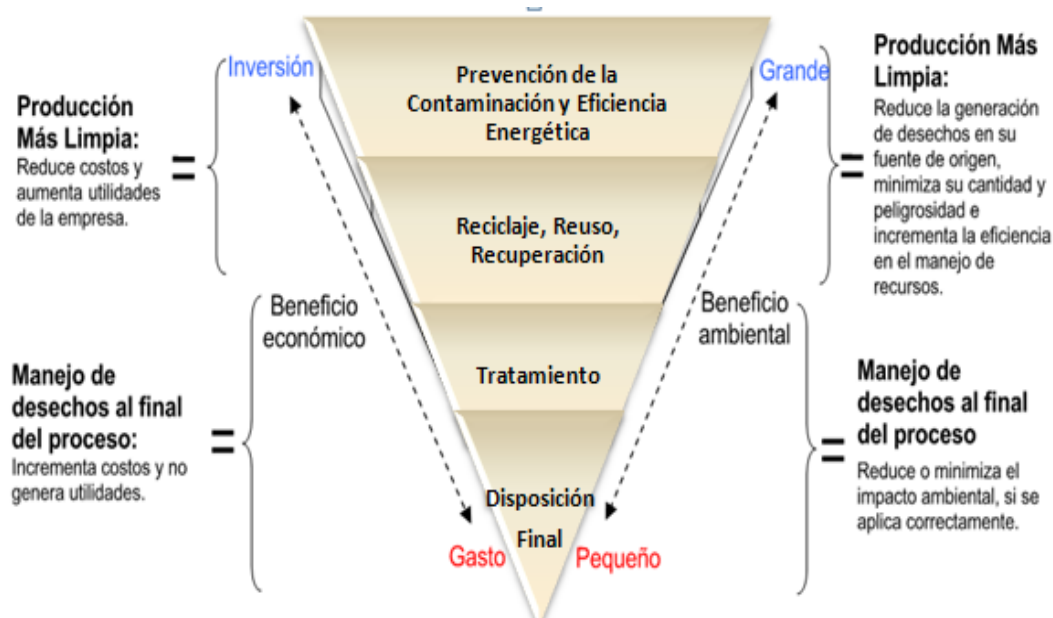 Producción
Más Limpia:
Reduce costos y
aumenta utilidades
de la empresa.
=
Inversión
Prevención de la
Contaminación y Eficiencia
Energética
Grande
=
Producción Más
Limpia:
Reduce la generación
de desechos en su
fuente de origen,
minimiza su cantidad y
peligrosidad e
incrementa la eficiencia
en el manejo de
recursos.
Reciclaje, Reuso,
Recuperación
Manejo de
desechos al final
del proceso:
Incrementa costos y no
genera utilidades.
=
Beneficio
económico
Tratamiento
Beneficio
ambiental
=
Manejo de
desechos al final
del proceso
Reduce o minimiza el
impacto ambiental, si se
aplica correctamente.
Disposición
Final
Gasto
Pequeño